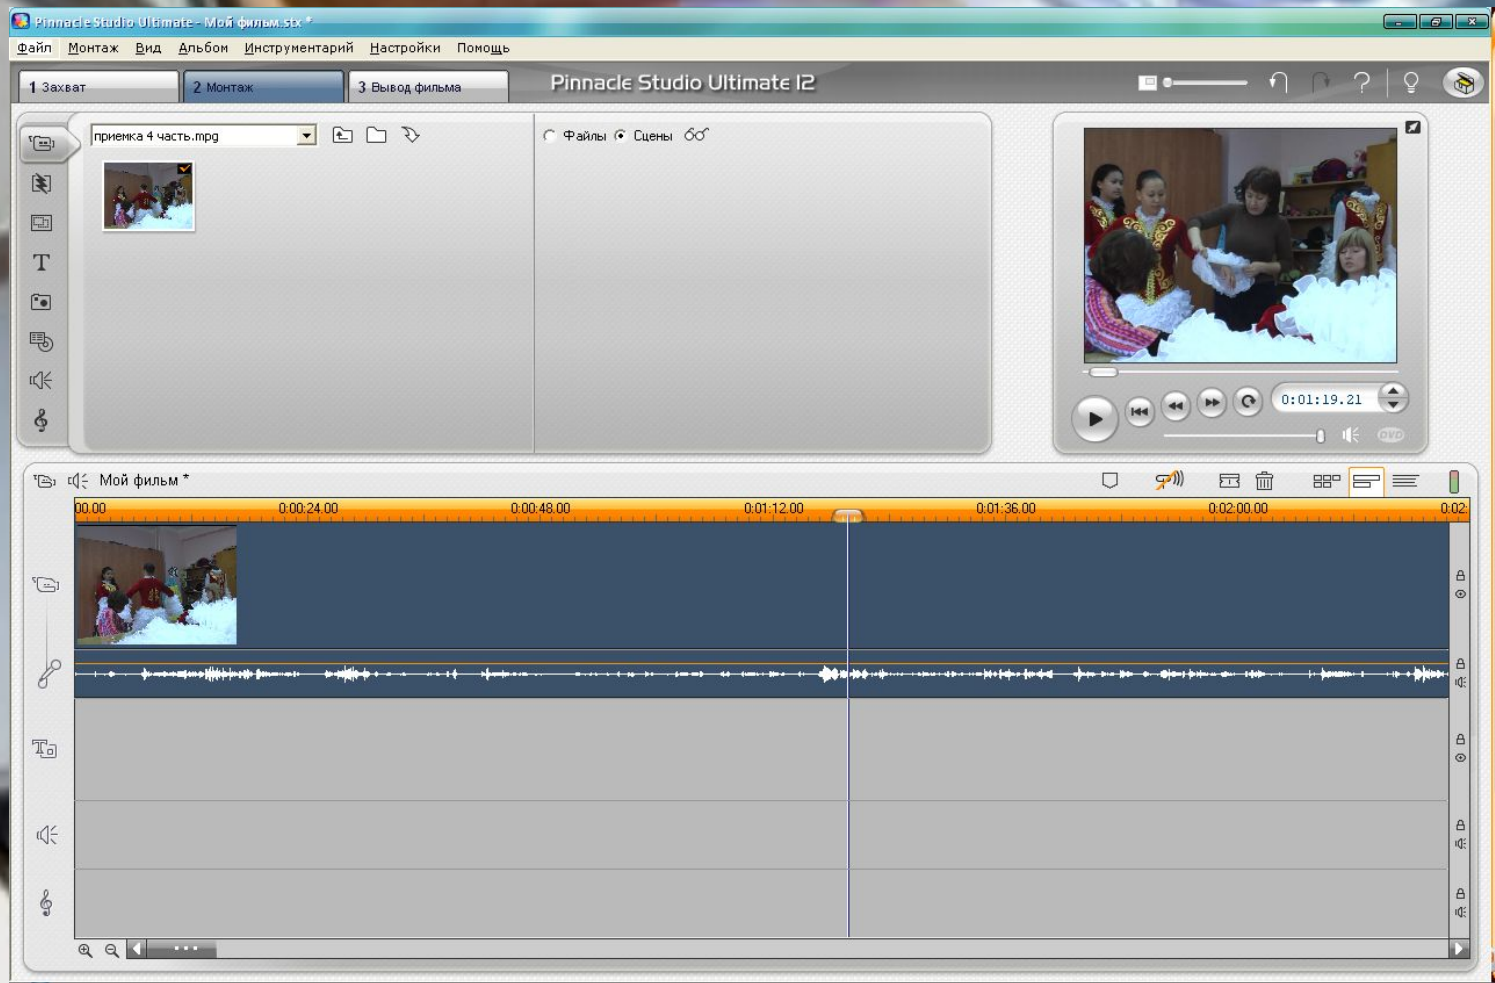 Pinnacle Studio Ultimate - Мой фильм.stx *
Файл Монтаж Вид Альбом Инструментарий Настройки Помощь
1 Захват 2 Монтаж 3 Вывод фильма Pinnacle Studio Ultimate 12
приемка 4 часть.mpg Файлы Сцены
T
0:01:19.21
DVD
Мой фильм *
00.00 0:00:24.00 0:00:48.00 0:01:12.00 0:01:36.00 0:02:00.00 0:02:
T